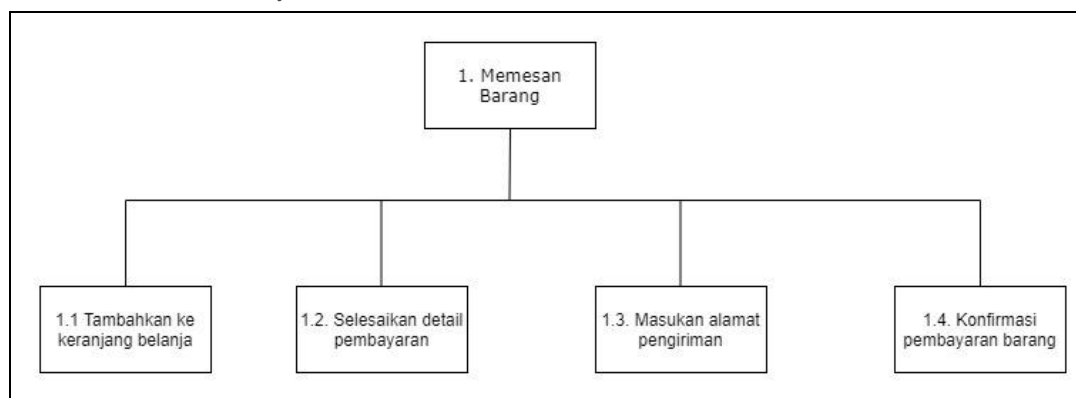 1. Memesan
Barang
1.1 Tambahkan ke
keranjang belanja
1.2. Selesaikan detail
pembayaran
1.3. Masukan alamat
pengiriman
1.4. Konfirmasi
pembayaran barang